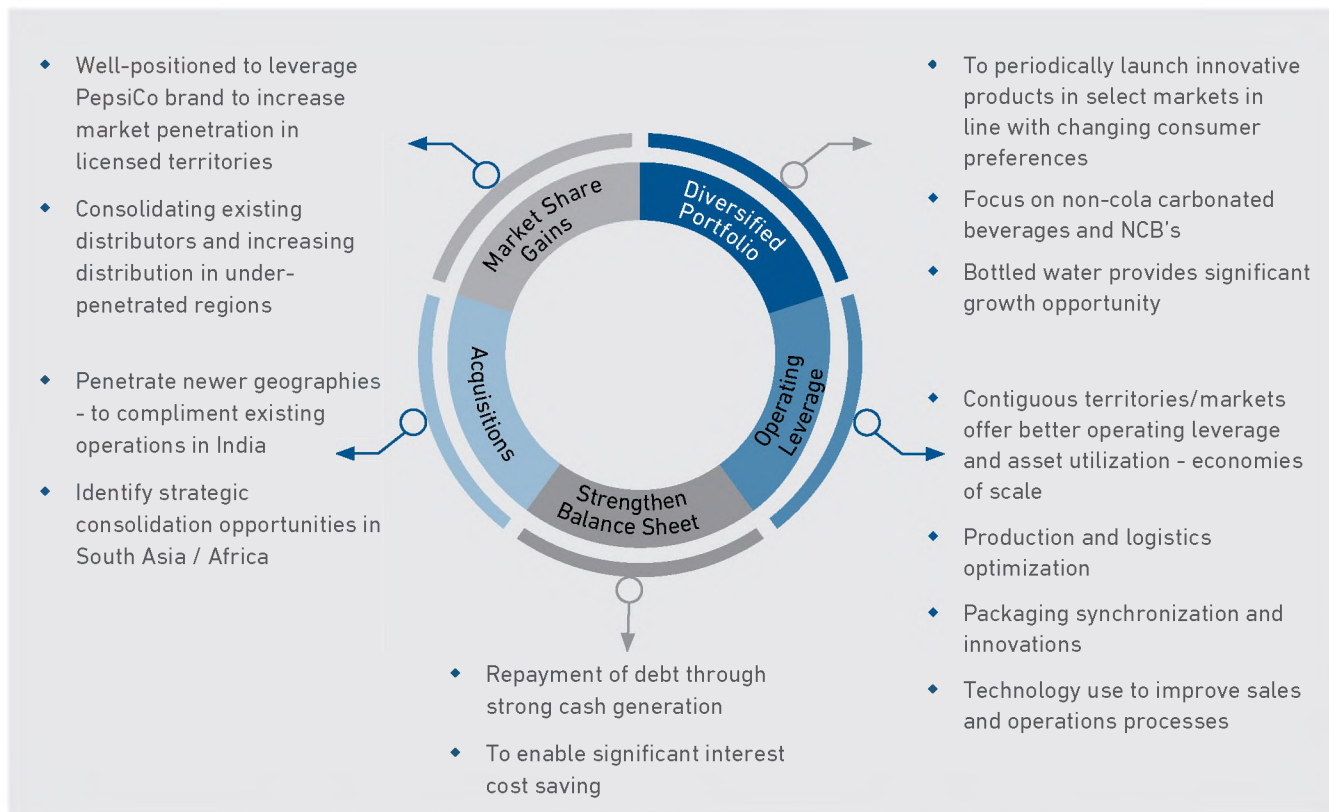 ◆ Well-positioned to leverage
PepsiCo brand to increase
market penetration in
licensed territories
◆ Consolidating existing
distributors and increasing
distribution in under-
penetrated regions
◆ Penetrate newer geographies
- to compliment existing
operations in India
◆ Identify strategic
consolidation opportunities in
South Asia / Africa
Market Share
Gains
Diversified
Portfolio
Acquisitions
Operating
Leverage
Strengthen
Balance Sheet
◆ To periodically launch innovative
products in select markets in
line with changing consumer
preferences
◆ Focus on non-cola carbonated
beverages and NCB's
◆ Bottled water provides significant
growth opportunity
◆ Contiguous territories/markets
offer better operating leverage
and asset utilization - economies
of scale
◆ Production and logistics
optimization
◆ Packaging synchronization and
innovations
◆ Technology use to improve sales
and operations processes
◆ Repayment of debt through
strong cash generation
◆ To enable significant interest
cost saving